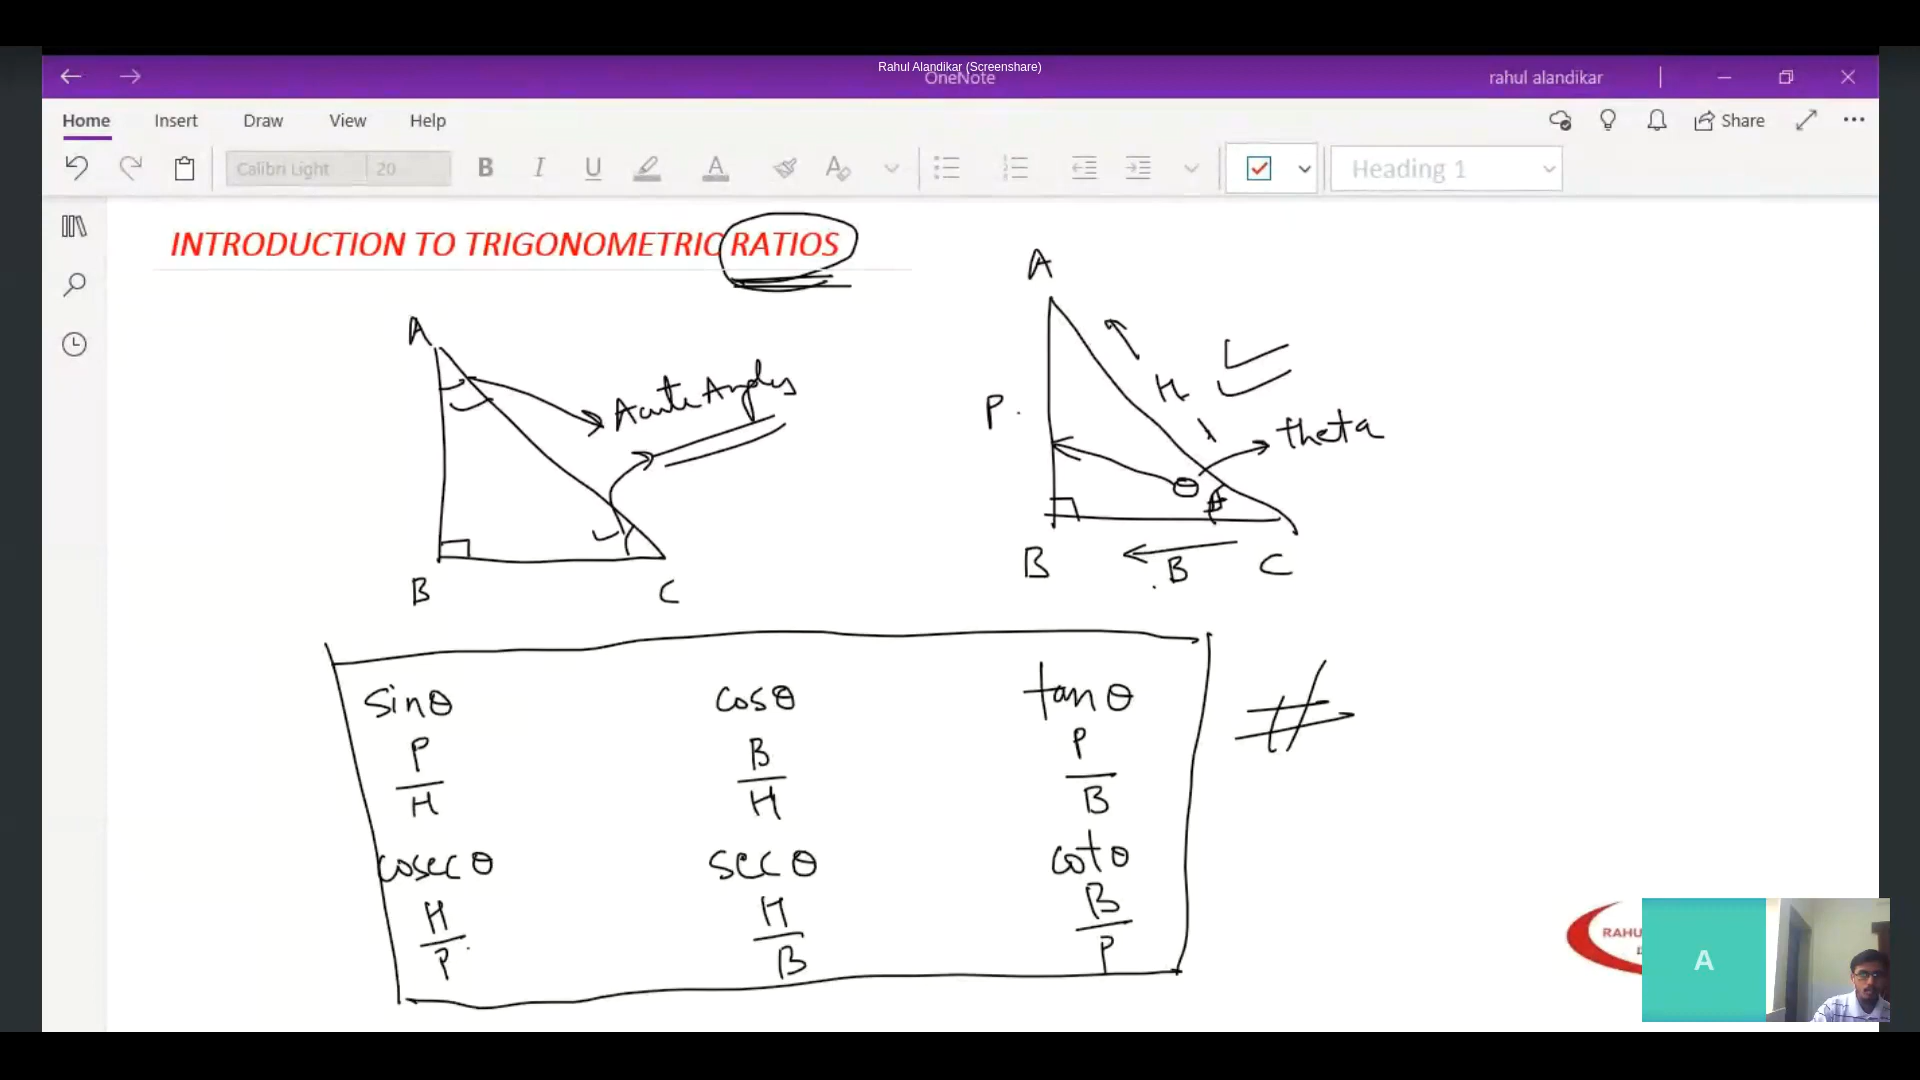 Rahul Alandikar (Screenshare)
OneNote
rahul alandikar
Home Insert Draw View Help
Share
Calibri Light 20
B I U A A
Heading 1
INTRODUCTION TO TRIGONOMETRIC RATIOS
A
Acute Angles
B C
A
P.
H
theta
θ
B C
B
sinθ cosθ tanθ
P/H B/H P/B
cosecθ secθ cotθ
H/P H/B B/P
#
RAHU
A